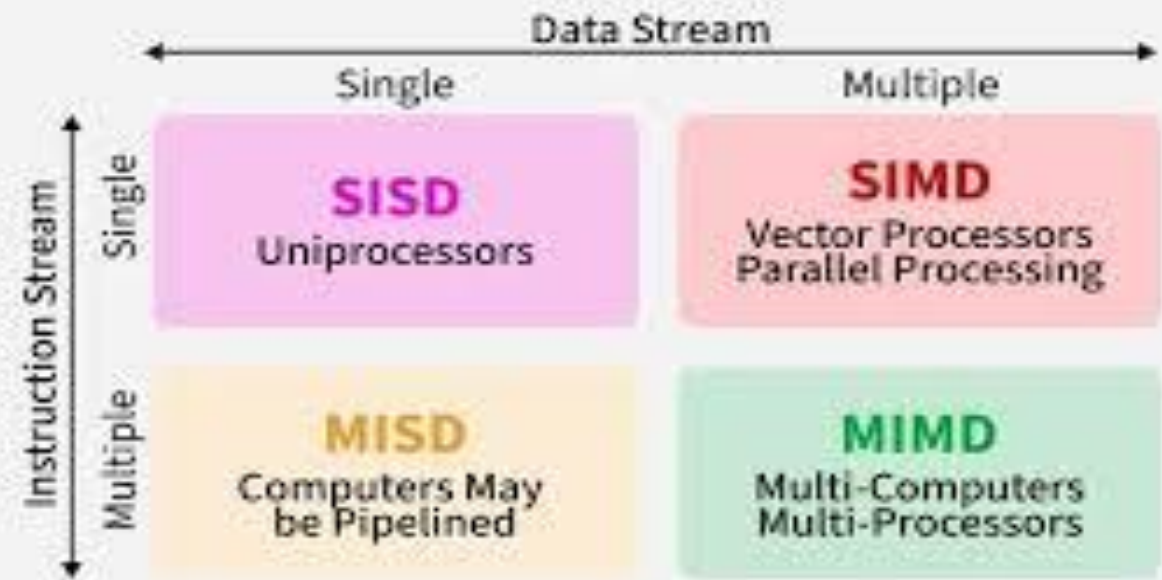 Data Stream
Single
Multiple
Instruction Stream
Single
SISD
Uniprocessors
SIMD
Vector Processors
Parallel Processing
Multiple
MISD
Computers May
be Pipelined
MIMD
Multi-Computers
Multi-Processors